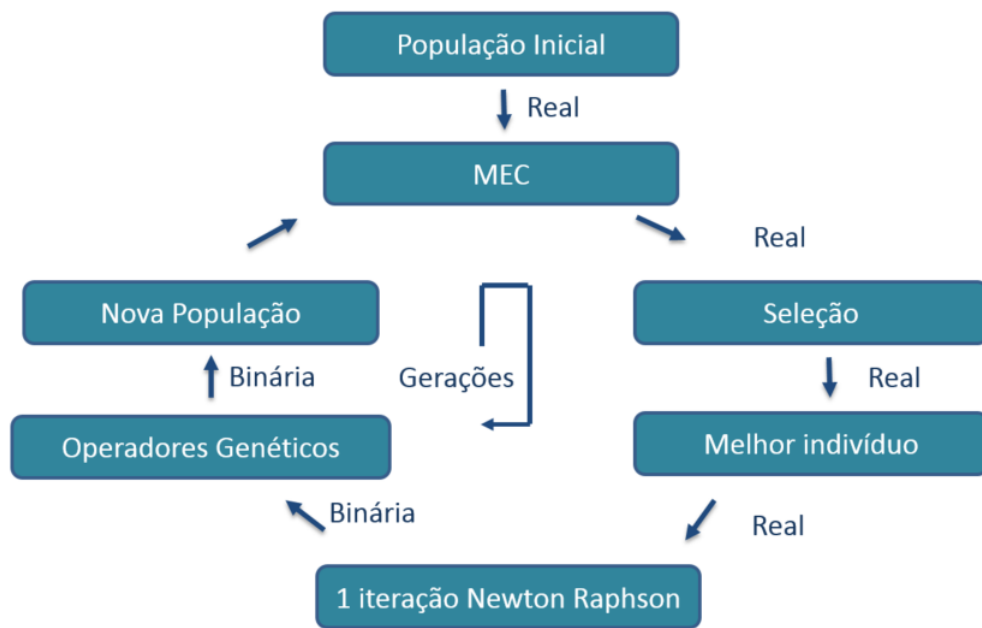 População Inicial
Real
MEC
Real
Nova População
Seleção
Binária
Gerações
Real
Operadores Genéticos
Melhor indivíduo
Binária
Real
1 iteração Newton Raphson